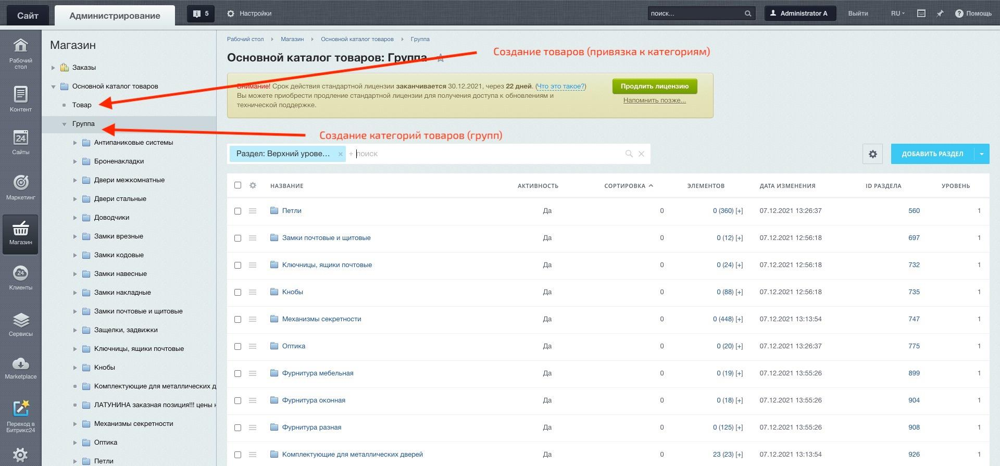 Сайт
Администрирование
5
Настройки
поиск...
Administrator A
Выйти
RU
Помощь
Рабочий стол
Контент
24
Сайты
Маркетинг
Магазин
24
Клиенты
Сервисы
Marketplace
Переход в Битрикс24
Магазин
Заказы
Основной каталог товаров
Товар
Группа
Антипаниковые системы
Броненакладки
Двери межкомнатные
Двери стальные
Доводчики
Замки врезные
Замки кодовые
Замки навесные
Замки накладные
Замки почтовые и щитовые
Защелки, задвижки
Ключницы, ящики почтовые
Кнобы
Комплектующие для металлических д
ЛАТУНИНА заказная позиция!!! цены н
Механизмы секретности
Оптика
Петли
Рабочий стол Магазин Основной каталог товаров Группа
Основной каталог товаров: Группа
Создание товаров (привязка к категориям)
Внимание! Срок действия стандартной лицензии заканчивается 30.12.2021, через 22 дней. (Что это такое?)
Вы можете приобрести продление стандартной лицензии для получения доступа к обновлениям и
технической поддержке.
Продлить лицензию
Напомнить позже...
Создание категорий товаров (групп)
Раздел: Верхний урове... × + поиск
ДОБАВИТЬ РАЗДЕЛ
НАЗВАНИЕ АКТИВНОСТЬ СОРТИРОВКА ЭЛЕМЕНТОВ ДАТА ИЗМЕНЕНИЯ ID РАЗДЕЛА УРОВЕНЬ
Петли Да 0 0 (360) [+] 07.12.2021 13:26:37 560 1
Замки почтовые и щитовые Да 0 0 (12) [+] 07.12.2021 12:56:18 697 1
Ключницы, ящики почтовые Да 0 0 (24) [+] 07.12.2021 12:56:18 732 1
Кнобы Да 0 0 (88) [+] 07.12.2021 12:56:18 735 1
Механизмы секретности Да 0 0 (448) [+] 07.12.2021 13:13:54 747 1
Оптика Да 0 0 (20) [+] 07.12.2021 13:26:37 775 1
Фурнитура мебельная Да 0 0 (19) [+] 07.12.2021 13:55:26 899 1
Фурнитура оконная Да 0 0 (18) [+] 07.12.2021 13:55:26 904 1
Фурнитура разная Да 0 0 (125) [+] 07.12.2021 13:55:26 908 1
Комплектующие для металлических дверей Да 0 23 (23) [+] 07.12.2021 13:13:54 926 1